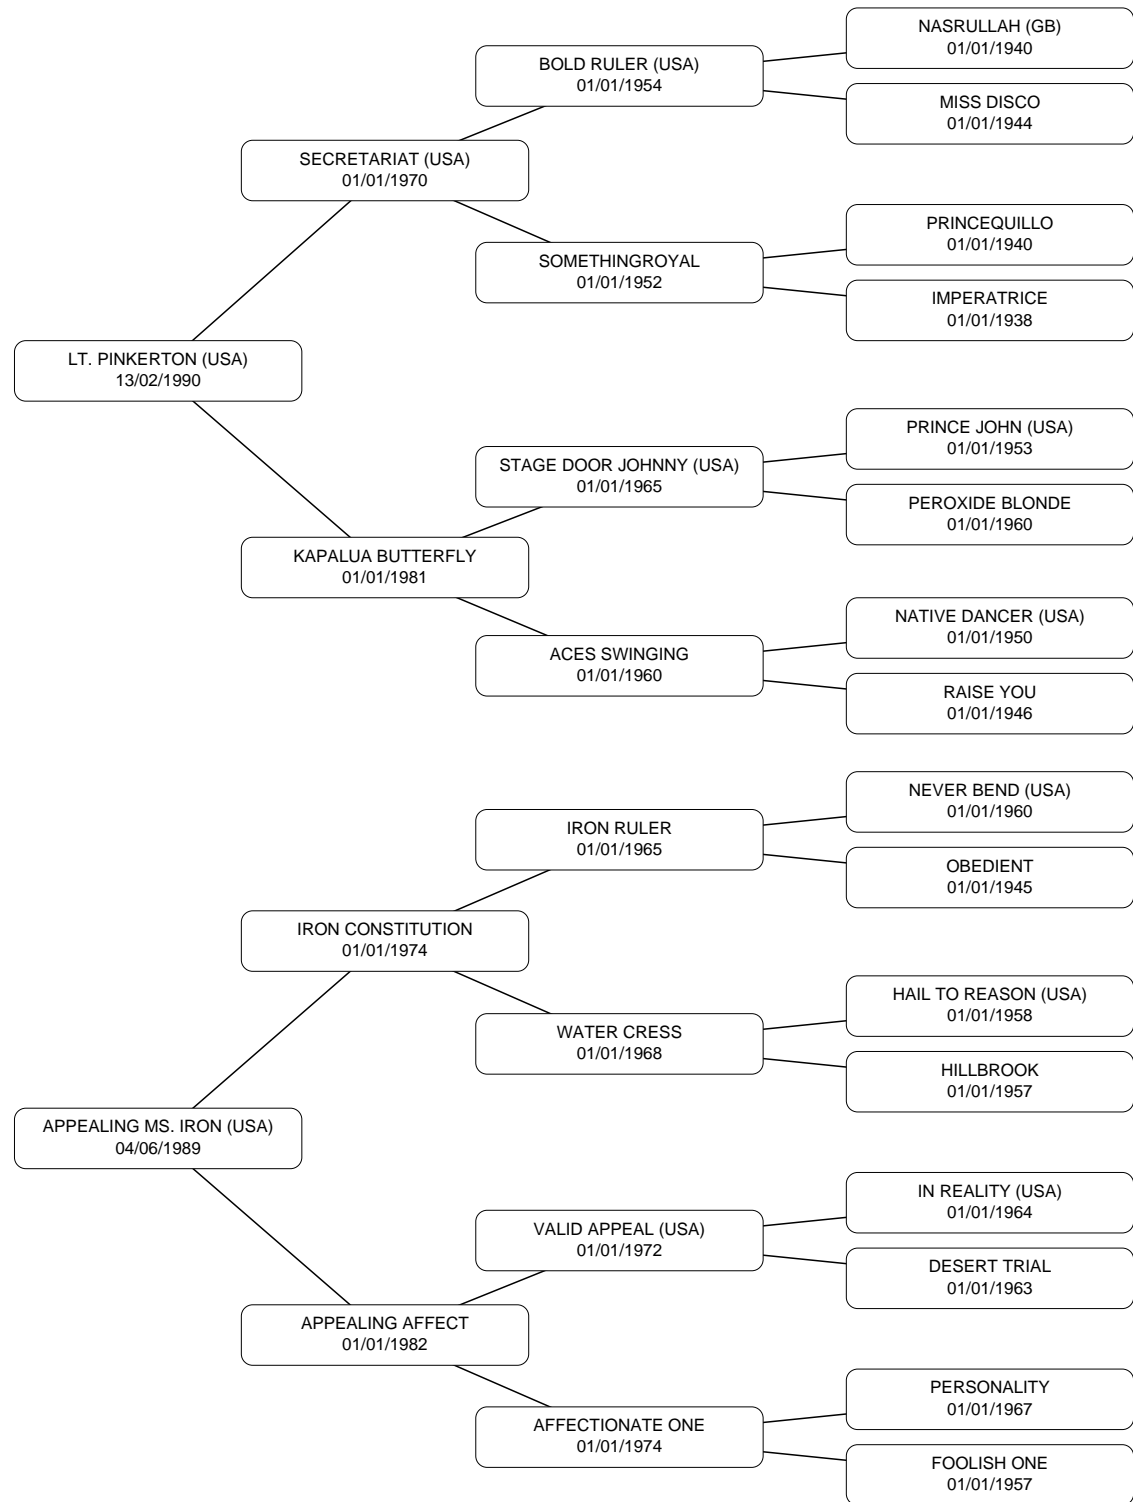 NASRULLAH (GB)
01/01/1940
BOLD RULER (USA)
01/01/1954
MISS DISCO
01/01/1944
SECRETARIAT (USA)
01/01/1970
PRINCEQUILLO
01/01/1940
SOMETHINGROYAL
01/01/1952
IMPERATRICE
01/01/1938
LT. PINKERTON (USA)
13/02/1990
PRINCE JOHN (USA)
01/01/1953
STAGE DOOR JOHNNY (USA)
01/01/1965
PEROXIDE BLONDE
01/01/1960
KAPALUA BUTTERFLY
01/01/1981
NATIVE DANCER (USA)
01/01/1950
ACES SWINGING
01/01/1960
RAISE YOU
01/01/1946
NEVER BEND (USA)
01/01/1960
IRON RULER
01/01/1965
OBEDIENT
01/01/1945
IRON CONSTITUTION
01/01/1974
HAIL TO REASON (USA)
01/01/1958
WATER CRESS
01/01/1968
HILLBROOK
01/01/1957
APPEALING MS. IRON (USA)
04/06/1989
IN REALITY (USA)
01/01/1964
VALID APPEAL (USA)
01/01/1972
DESERT TRIAL
01/01/1963
APPEALING AFFECT
01/01/1982
PERSONALITY
01/01/1967
AFFECTIONATE ONE
01/01/1974
FOOLISH ONE
01/01/1957